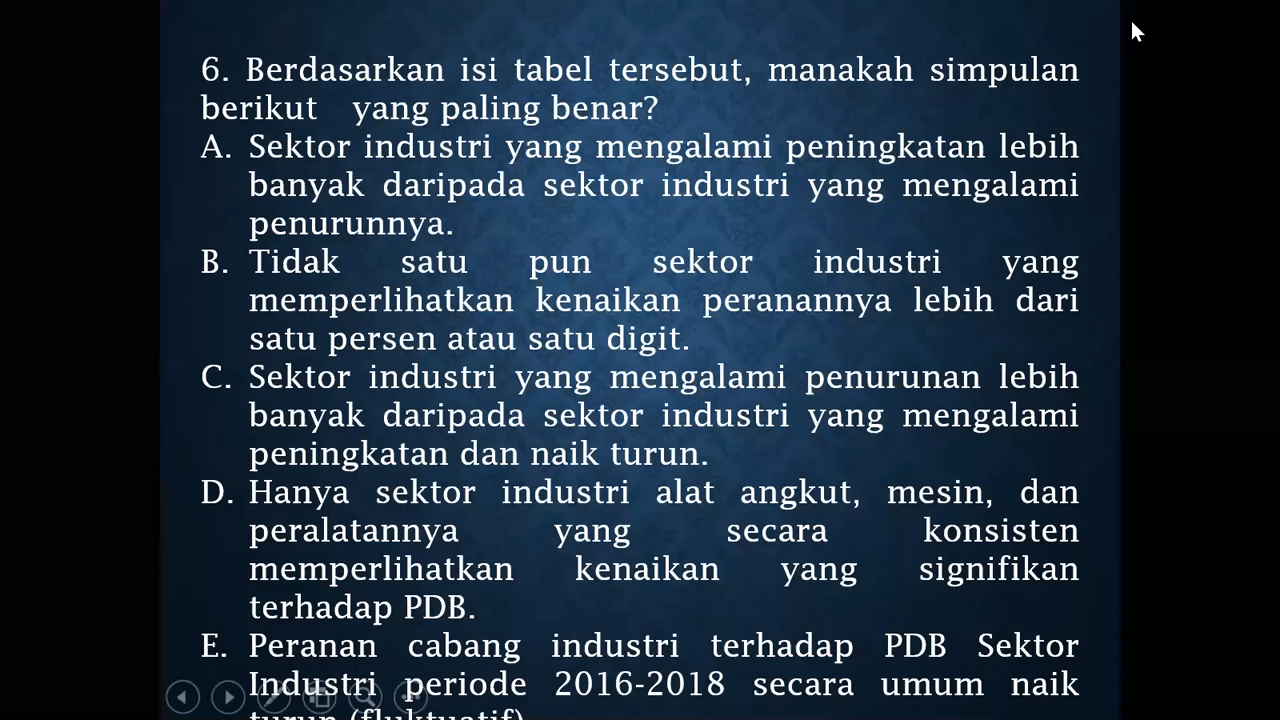 6. Berdasarkan isi tabel tersebut, manakah simpulan
berikut yang paling benar?
A. Sektor industri yang mengalami peningkatan lebih
banyak daripada sektor industri yang mengalami
penurunnya.
B. Tidak satu pun sektor industri yang
memperlihatkan kenaikan peranannya lebih dari
satu persen atau satu digit.
C. Sektor industri yang mengalami penurunan lebih
banyak daripada sektor industri yang mengalami
peningkatan dan naik turun.
D. Hanya sektor industri alat angkut, mesin, dan
peralatannya yang secara konsisten
memperlihatkan kenaikan yang signifikan
terhadap PDB.
E. Peranan cabang industri terhadap PDB Sektor
Industri periode 2016-2018 secara umum naik
turun (fluktuatif)